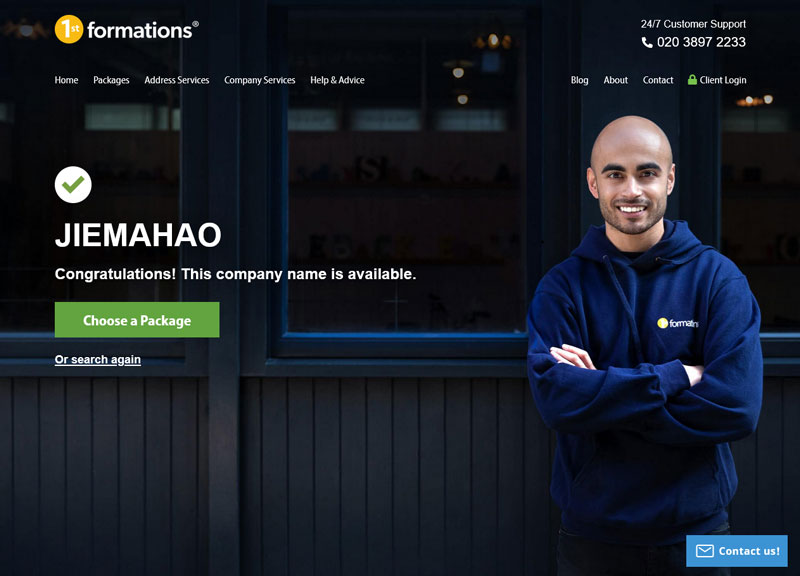 1st formations®
24/7 Customer Support
020 3897 2233
Home Packages Address Services Company Services Help & Advice Blog About Contact Client Login
JIEMAHAO
Congratulations! This company name is available.
Choose a Package
1st formations
Or search again
Contact us!